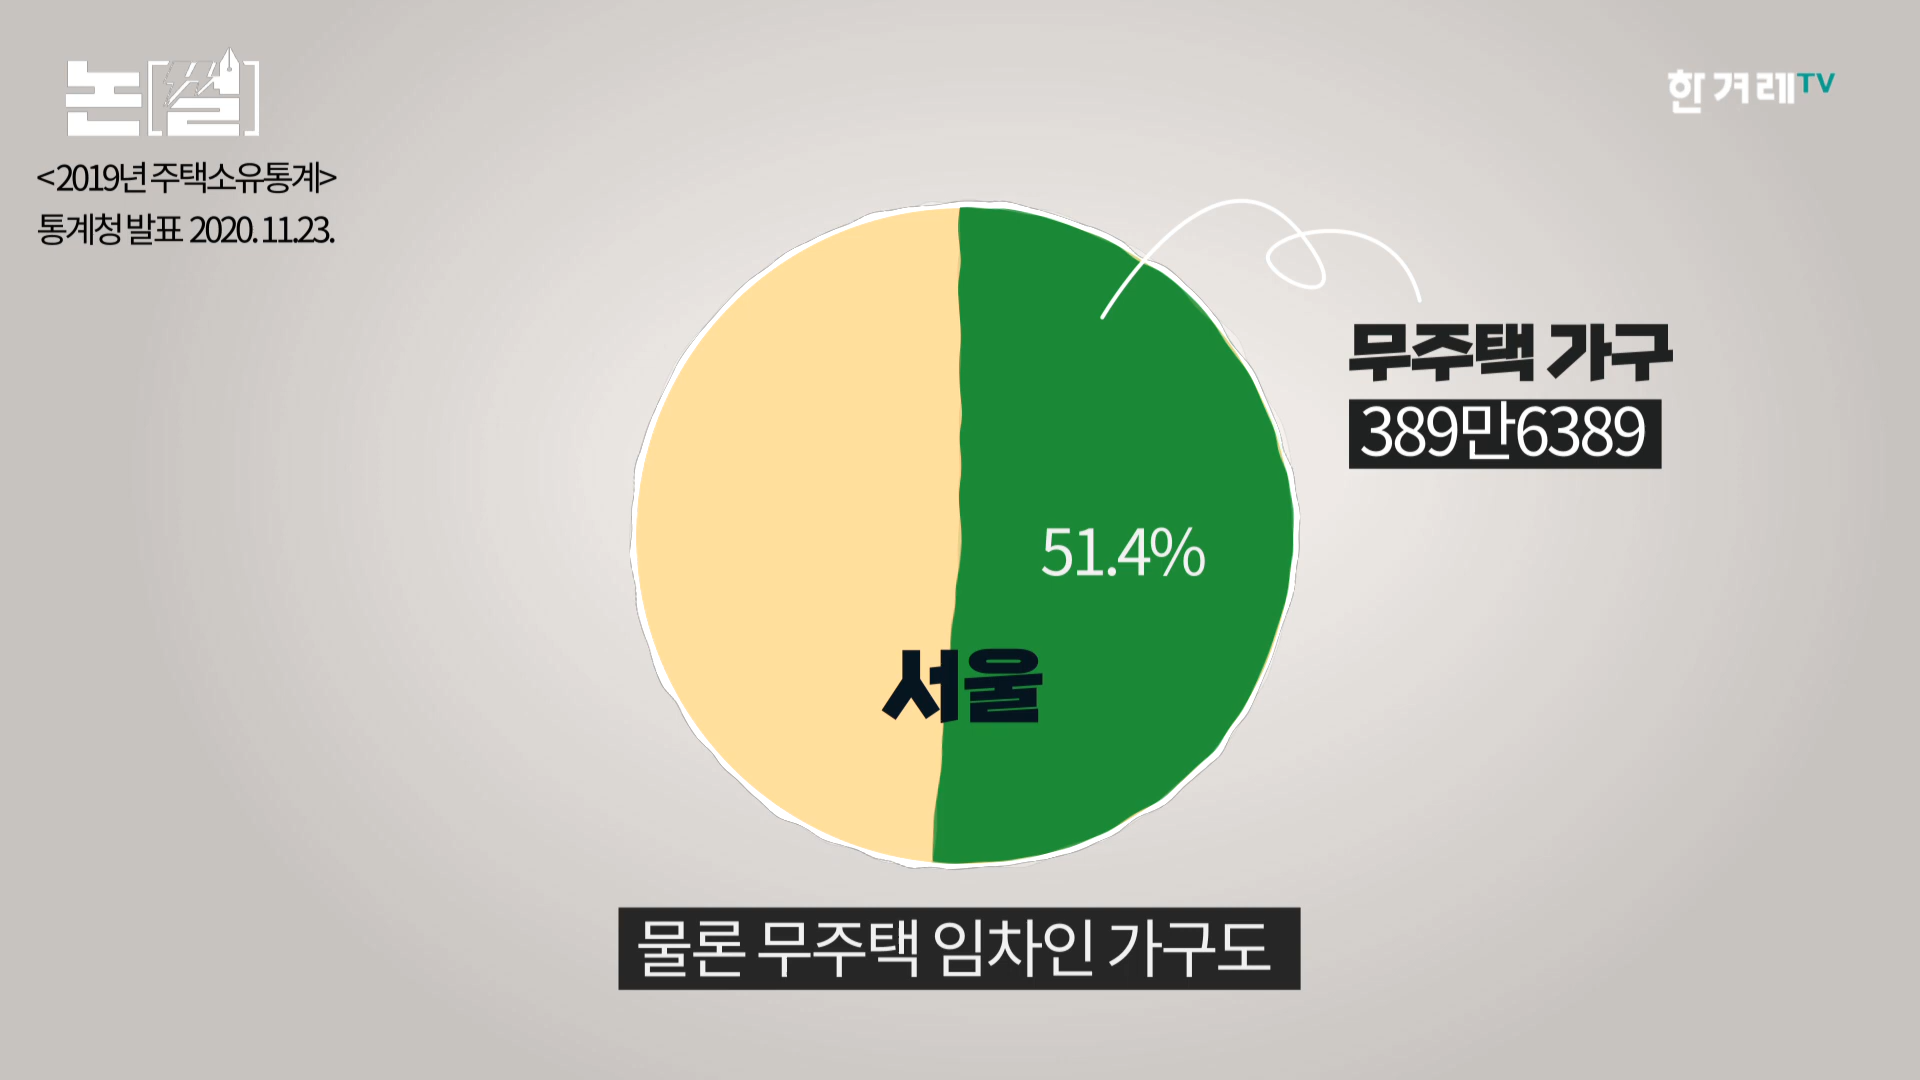 논[썰]
한겨레TV
<2019년 주택소유통계>
통계청 발표 2020. 11.23.
무주택 가구
389만6389
51.4%
서울
물론 무주택 임차인 가구도